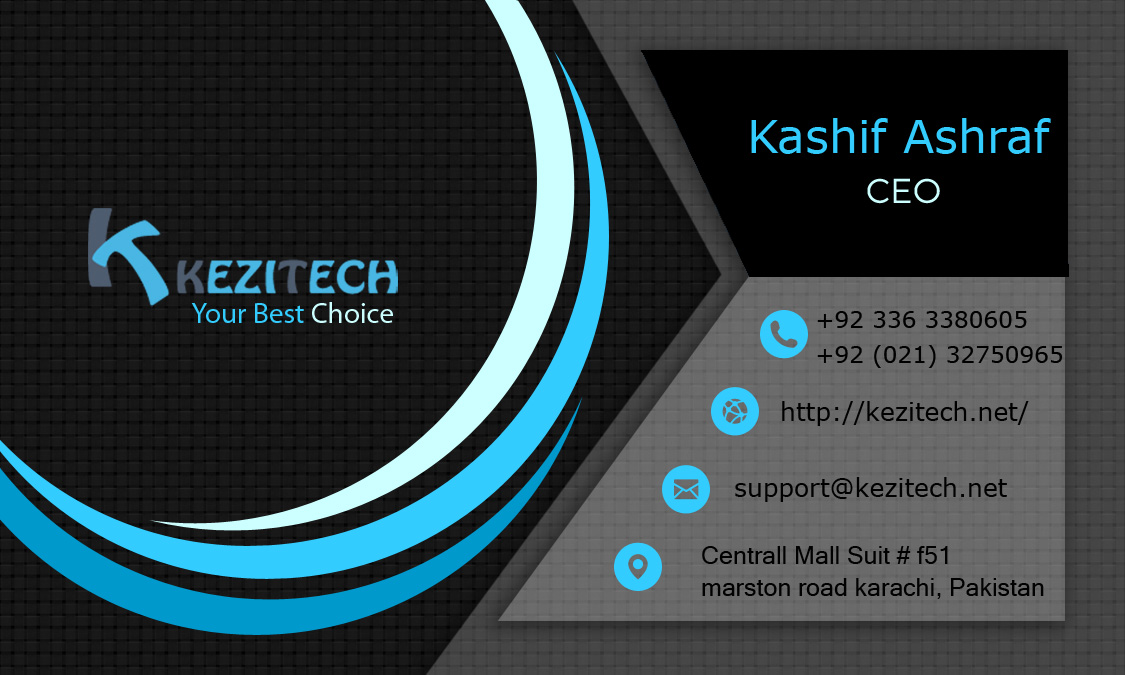 KEZITECH
Your Best Choice
Kashif Ashraf
CEO
+92 336 3380605
+92 (021) 32750965
http://kezitech.net/
support@kezitech.net
Centrall Mall Suit # f51
marston road karachi, Pakistan